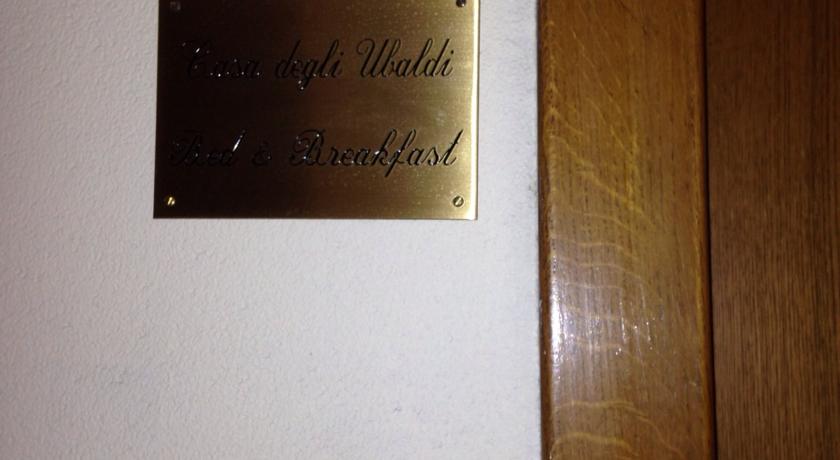 Casa degli Ubaldi
Bed & Breakfast